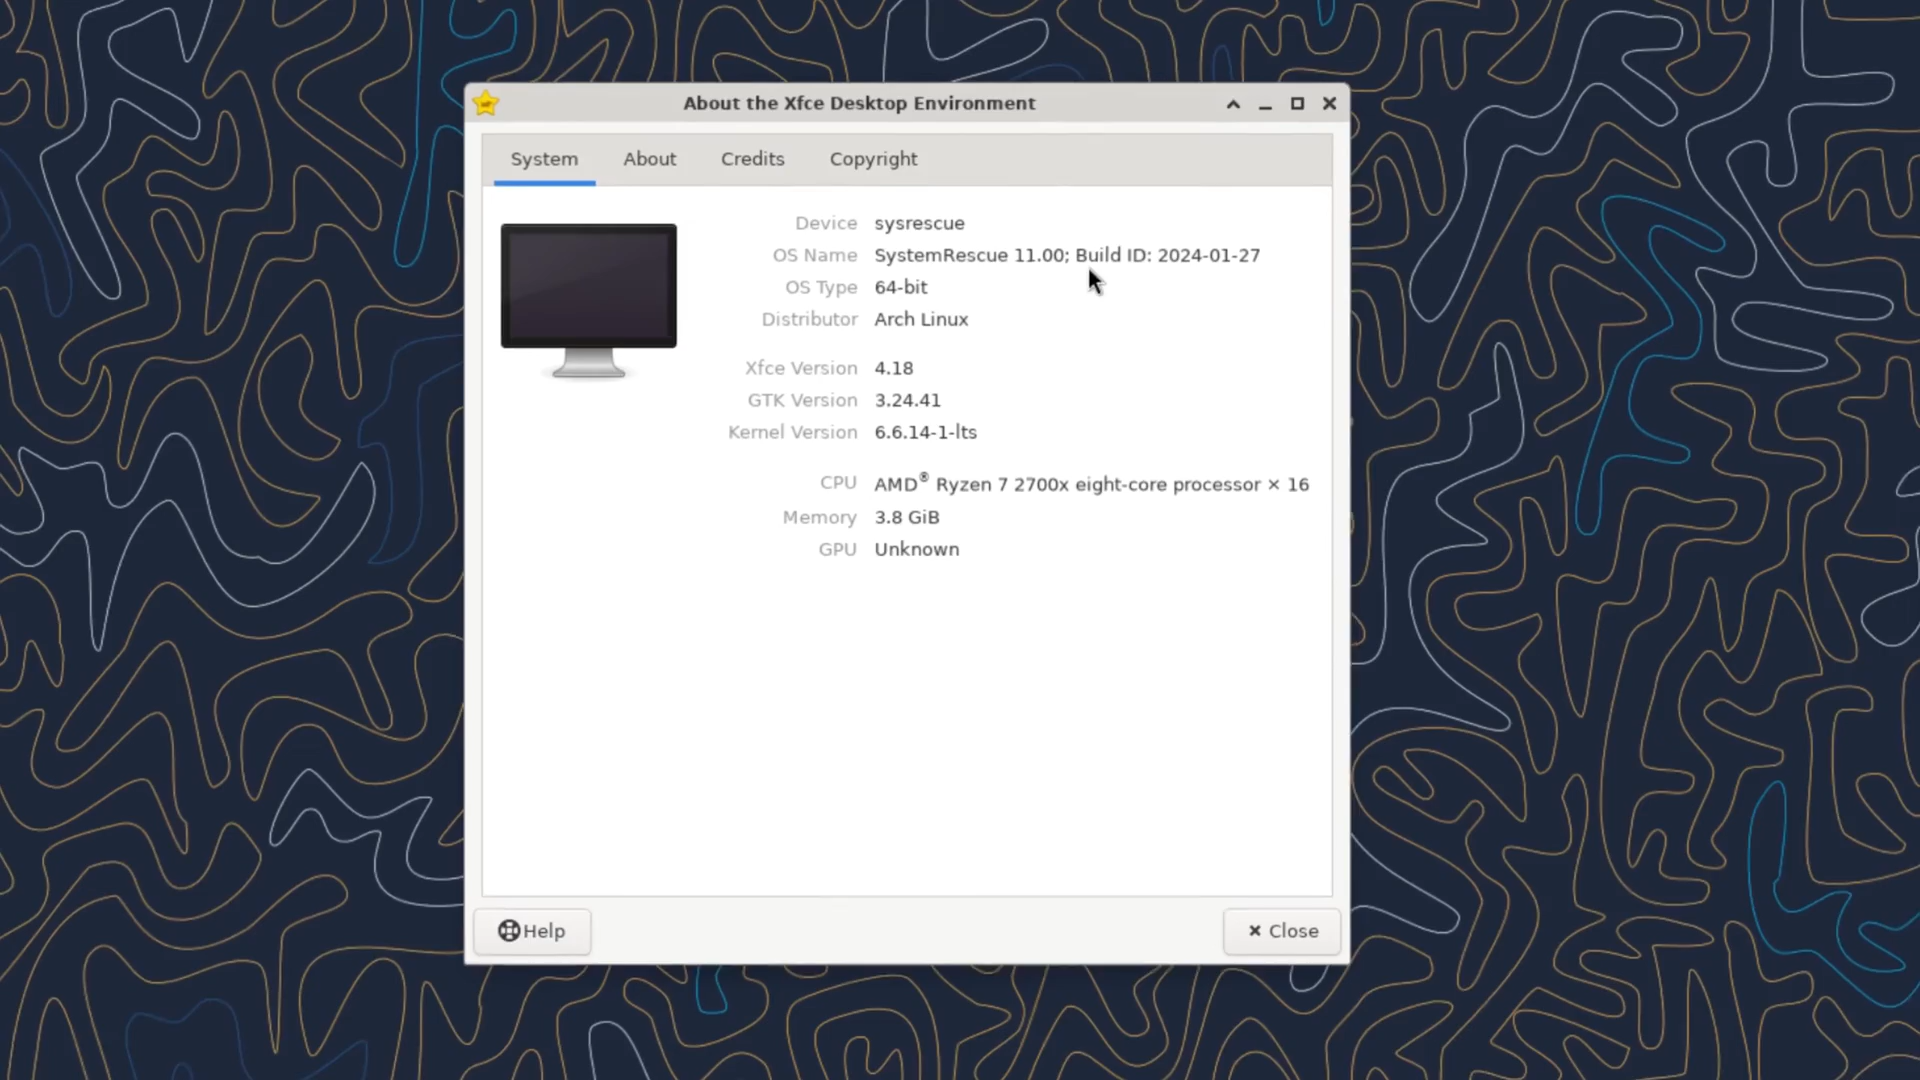 About the Xfce Desktop Environment
System About Credits Copyright
Device sysrescue
OS Name SystemRescue 11.00; Build ID: 2024-01-27
OS Type 64-bit
Distributor Arch Linux
Xfce Version 4.18
GTK Version 3.24.41
Kernel Version 6.6.14-1-lts
CPU AMD® Ryzen 7 2700x eight-core processor × 16
Memory 3.8 GiB
GPU Unknown
Help Close